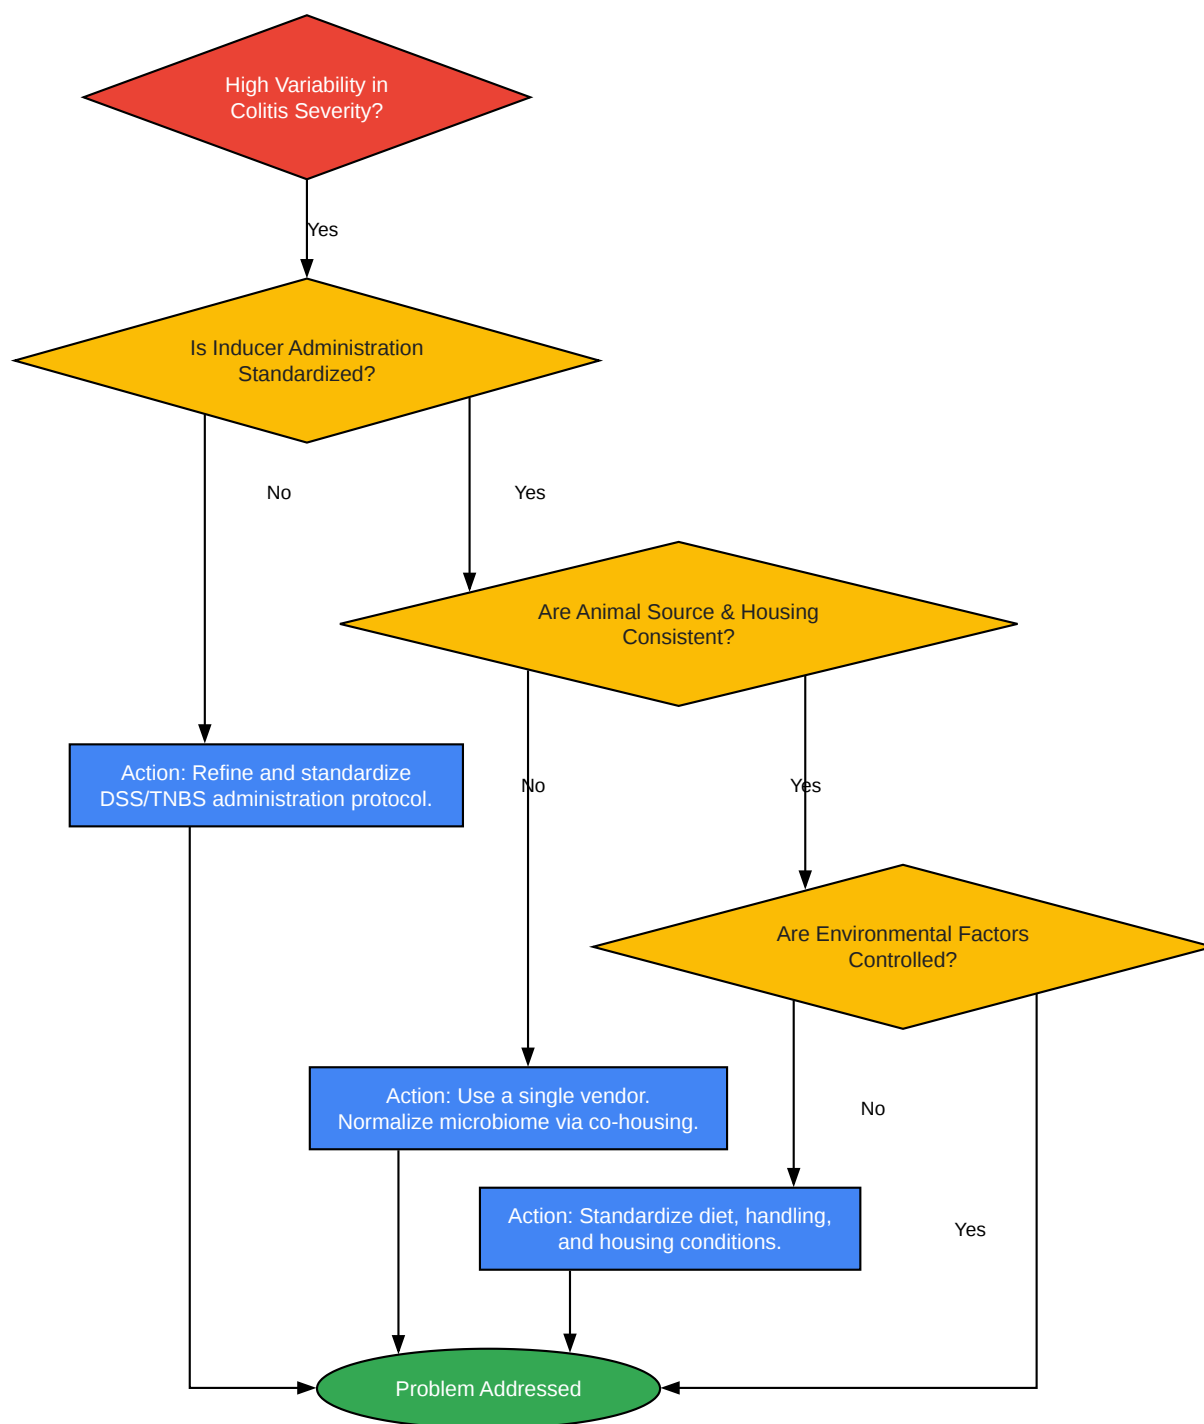 High Variability in
Colitis Severity?
Yes
Is Inducer Administration
Standardized?
No
Yes
Are Animal Source & Housing
Consistent?
Action: Refine and standardize
DSS/TNBS administration protocol.
No
Yes
Are Environmental Factors
Controlled?
Action: Use a single vendor.
Normalize microbiome via co-housing.
No
Action: Standardize diet, handling,
and housing conditions.
Yes
Problem Addressed